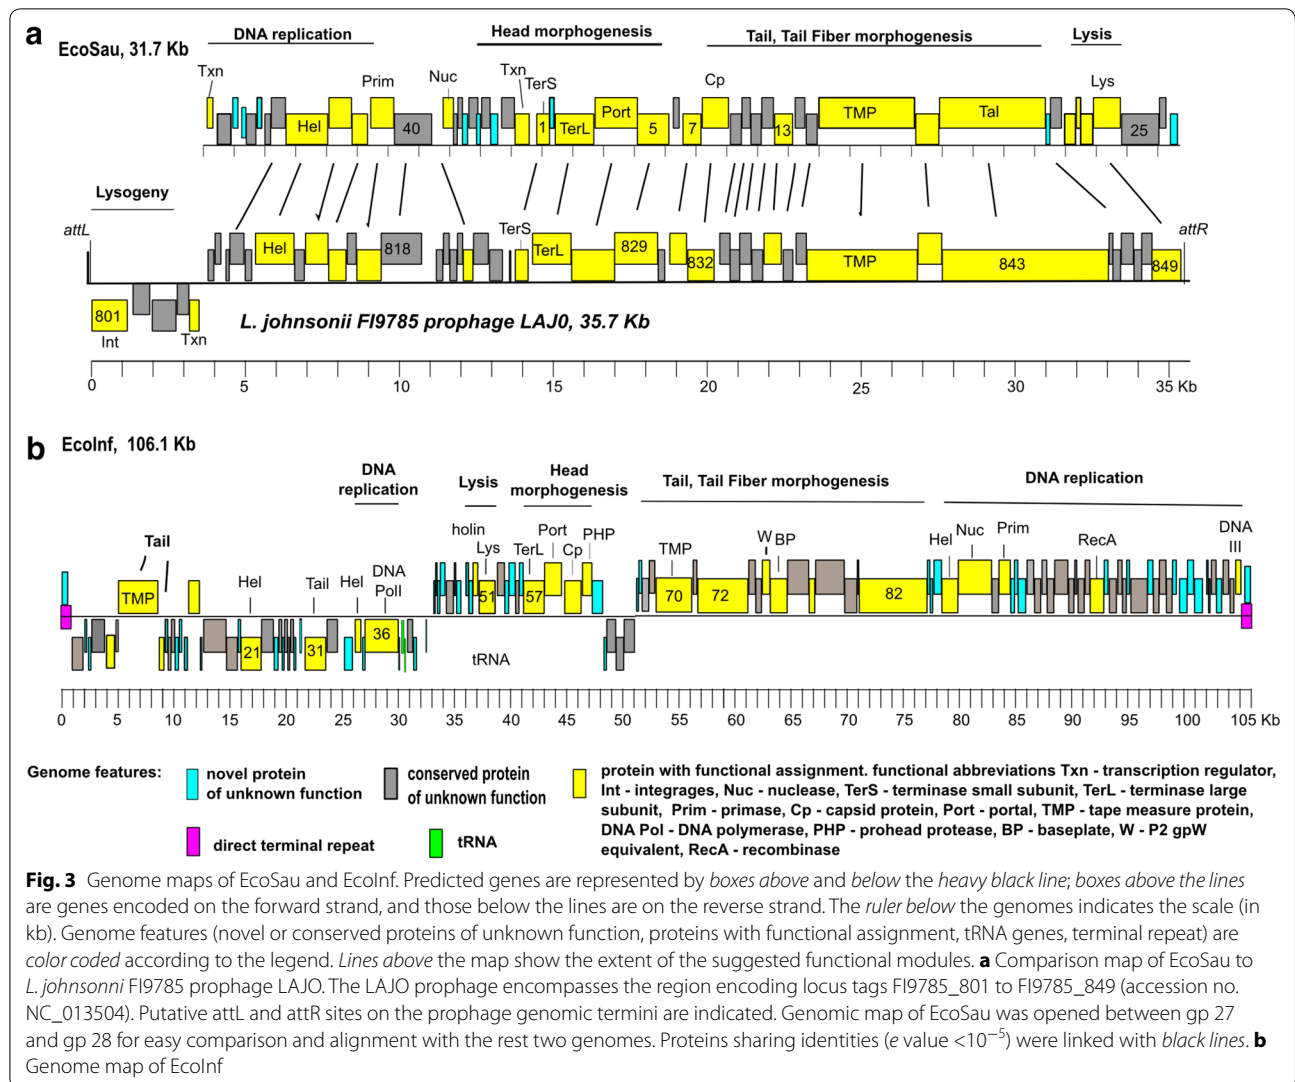 a
EcoSau, 31.7 Kb
DNA replication
Head morphogenesis
Tail, Tail Fiber morphogenesis
Lysis
Txn
Prim
Nuc
Txn
TerS
Cp
Lys
Hel
40
1
TerL
Port
5
7
13
TMP
Tal
25
Lysogeny
attL
TerS
attR
Hel
818
TerL
829
832
TMP
843
849
801
Int
Txn
L. johnsonii FI9785 prophage LAJ0, 35.7 Kb
0 5 10 15 20 25 30 35 Kb
b
EcoInf, 106.1 Kb
DNA
replication
Lysis
Head
morphogenesis
Tail, Tail Fiber morphogenesis
DNA replication
Tail
holin
Lys
Port
TerL
Cp
PHP
TMP
W
BP
Hel
Nuc
Prim
RecA
DNA
III
Hel
Tail
Hel
DNA
PolI
TMP
51
57
70
72
82
21
31
36
tRNA
0 5 10 15 20 25 30 35 40 45 50 55 60 65 70 75 80 85 90 95 100 105 Kb
Genome features:
novel protein
of unknown function
conserved protein
of unknown function
direct terminal repeat
tRNA
protein with functional assignment. functional abbreviations Txn - transcription regulator,
Int - integrages, Nuc - nuclease, TerS - terminase small subunit, TerL - terminase large
subunit, Prim - primase, Cp - capsid protein, Port - portal, TMP - tape measure protein,
DNA Pol - DNA polymerase, PHP - prohead protease, BP - baseplate, W - P2 gpW
equivalent, RecA - recombinase
Fig. 3 Genome maps of EcoSau and EcoInf. Predicted genes are represented by boxes above and below the heavy black line; boxes above the lines
are genes encoded on the forward strand, and those below the lines are on the reverse strand. The ruler below the genomes indicates the scale (in
kb). Genome features (novel or conserved proteins of unknown function, proteins with functional assignment, tRNA genes, terminal repeat) are
color coded according to the legend. Lines above the map show the extent of the suggested functional modules. a Comparison map of EcoSau to
L. johnsonni FI9785 prophage LAJO. The LAJO prophage encompasses the region encoding locus tags FI9785_801 to FI9785_849 (accession no.
NC_013504). Putative attL and attR sites on the prophage genomic termini are indicated. Genomic map of EcoSau was opened between gp 27
and gp 28 for easy comparison and alignment with the rest two genomes. Proteins sharing identities (e value <10⁻⁵) were linked with black lines. b
Genome map of EcoInf